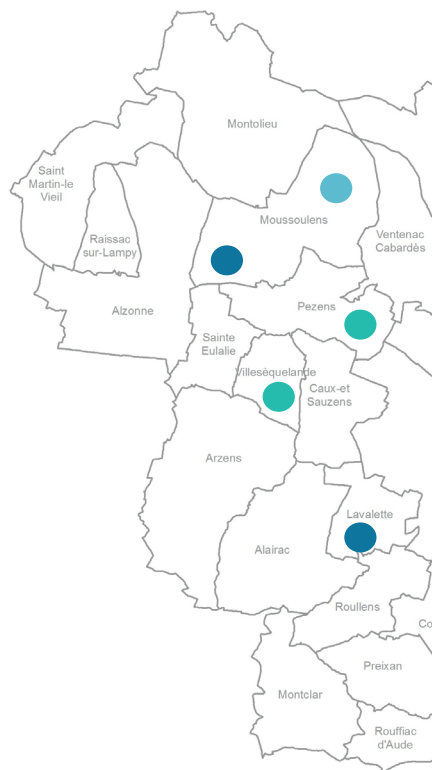 Montolieu
Saint
Martin-le
Vieil
Moussoulens
Raissac
sur-Lampy
Ventenac
Cabardès
Alzonne
Pezens
Sainte
Eulalie
Villesèquelande
Caux-et
Sauzens
Arzens
Lavalette
Alairac
Roullens
Co
Preixan
Montclar
Rouffiac
d'Aude